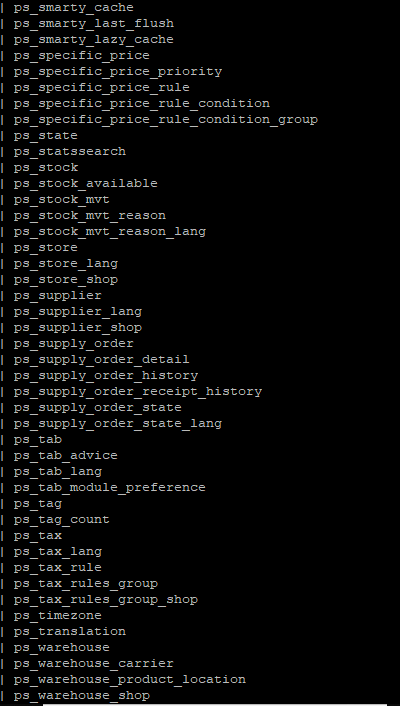 | ps_smarty_cache
| ps_smarty_last_flush
| ps_smarty_lazy_cache
| ps_specific_price
| ps_specific_price_priority
| ps_specific_price_rule
| ps_specific_price_rule_condition
| ps_specific_price_rule_condition_group
| ps_state
| ps_statssearch
| ps_stock
| ps_stock_available
| ps_stock_mvt
| ps_stock_mvt_reason
| ps_stock_mvt_reason_lang
| ps_store
| ps_store_lang
| ps_store_shop
| ps_supplier
| ps_supplier_lang
| ps_supplier_shop
| ps_supply_order
| ps_supply_order_detail
| ps_supply_order_history
| ps_supply_order_receipt_history
| ps_supply_order_state
| ps_supply_order_state_lang
| ps_tab
| ps_tab_advice
| ps_tab_lang
| ps_tab_module_preference
| ps_tag
| ps_tag_count
| ps_tax
| ps_tax_lang
| ps_tax_rule
| ps_tax_rules_group
| ps_tax_rules_group_shop
| ps_timezone
| ps_translation
| ps_warehouse
| ps_warehouse_carrier
| ps_warehouse_product_location
| ps_warehouse_shop